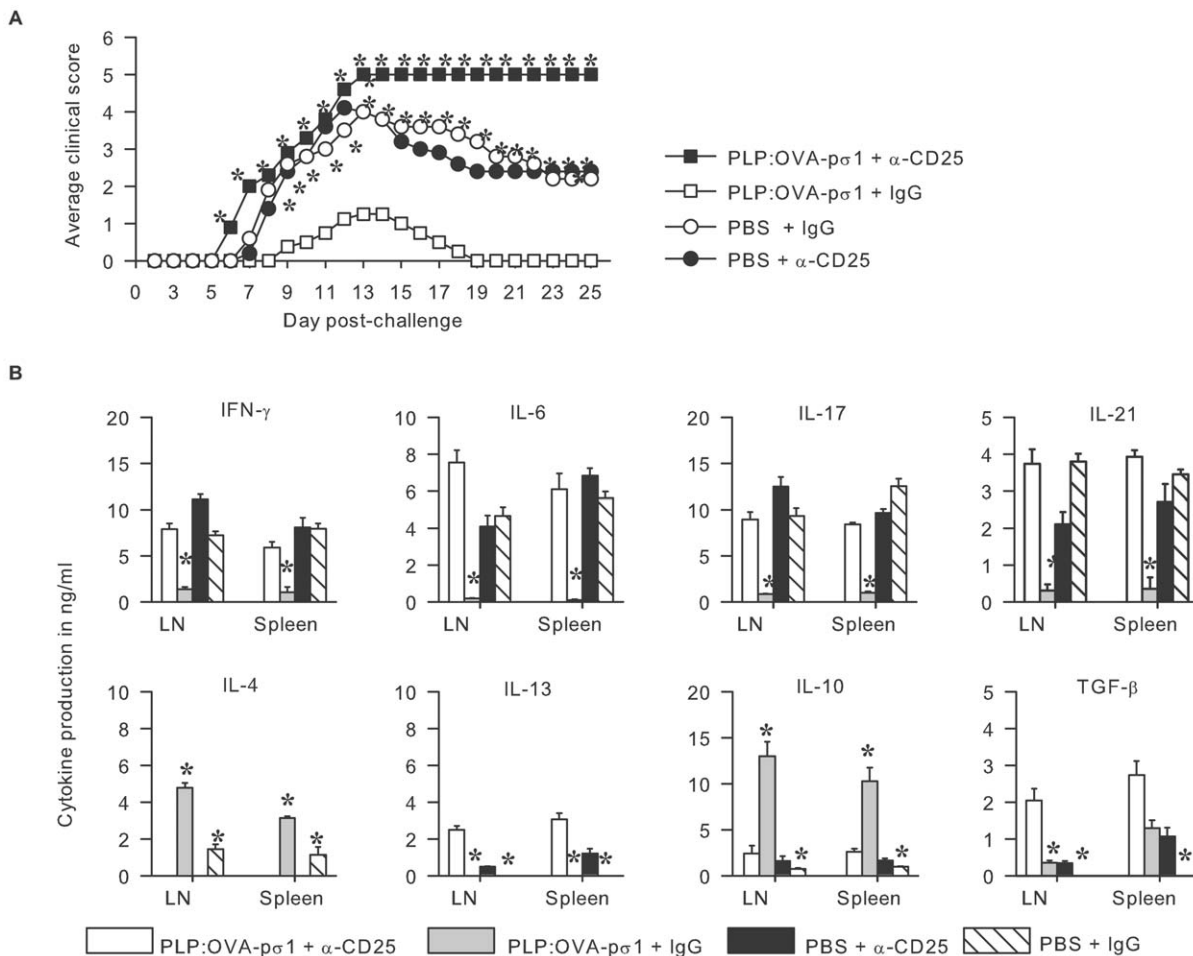 A
Average clinical score
6
5
4
3
2
1
0
0 3 5 7 9 11 13 15 17 19 21 23 25
Day post-challenge
PLP:OVA-pσ1 + α-CD25
PLP:OVA-pσ1 + IgG
PBS + IgG
PBS + α-CD25
B
Cytokine production in ng/ml
IFN-γ
20
15
10
5
0
LN Spleen
IL-6
10
8
6
4
2
0
LN Spleen
IL-17
20
15
10
5
0
LN Spleen
IL-21
5
4
3
2
1
0
LN Spleen
IL-4
10
8
6
4
2
0
LN Spleen
IL-13
10
8
6
4
2
0
LN Spleen
IL-10
20
15
10
5
0
LN Spleen
TGF-β
5
4
3
2
1
0
LN Spleen
PLP:OVA-pσ1 + α-CD25 PLP:OVA-pσ1 + IgG PBS + α-CD25 PBS + IgG